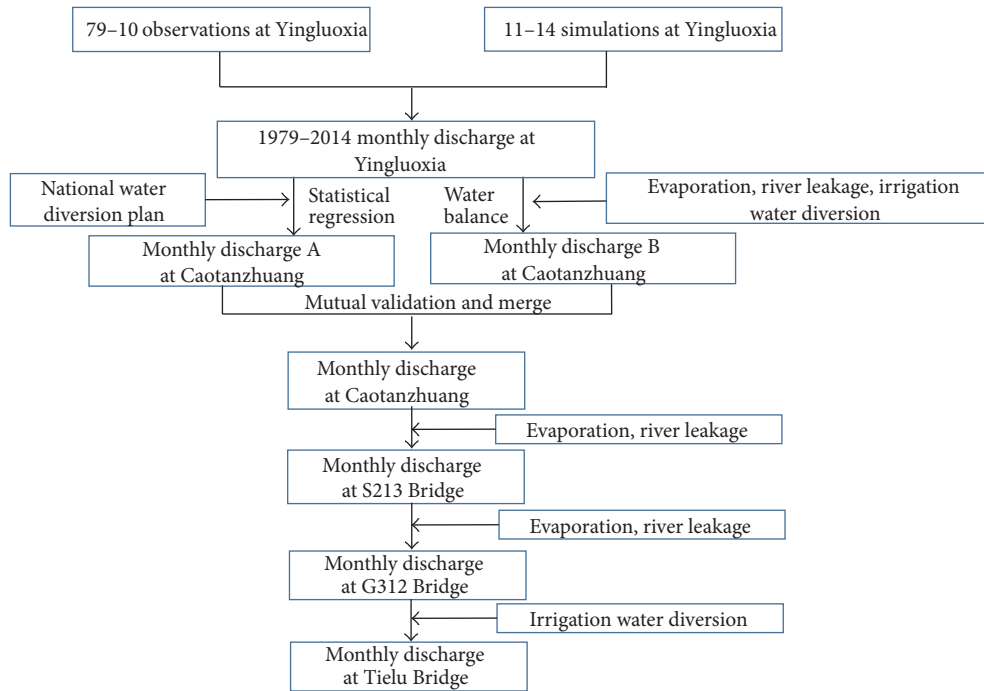 79–10 observations at Yingluoxia
11–14 simulations at Yingluoxia
1979–2014 monthly discharge at
Yingluoxia
National water
diversion plan
Statistical
regression
Water
balance
Evaporation, river leakage, irrigation
water diversion
Monthly discharge A
at Caotanzhuang
Monthly discharge B
at Caotanzhuang
Mutual validation and merge
Monthly discharge
at Caotanzhuang
Evaporation, river leakage
Monthly discharge
at S213 Bridge
Evaporation, river leakage
Monthly discharge
at G312 Bridge
Irrigation water diversion
Monthly discharge
at Tielu Bridge